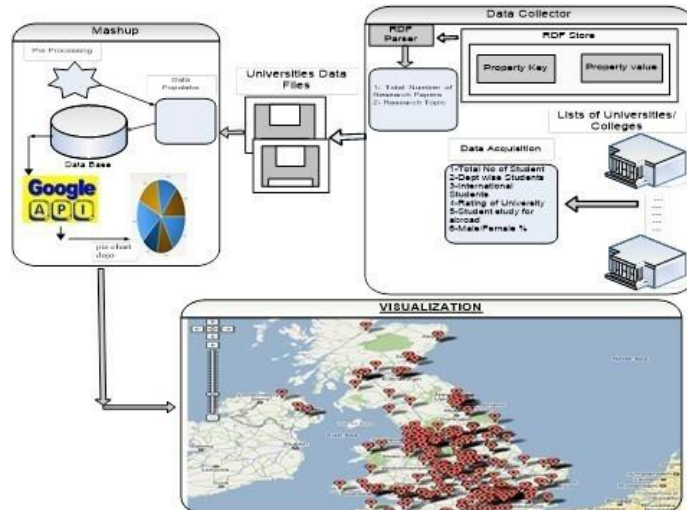 Mashup
Pre Processing
Data
Populator
Data Base
Google
API
pie chart
dojo
Universities Data
Files
Data Collector
RDF
Parser
RDF Store
Property Key
Property value
1- Total Number of
Research Papers
2- Research Topic
Lists of Universities/
Colleges
Data Acquisition
1-Total No of Student
2-Dept wise Students
3-International
Students
4-Rating of University
5-Student study for
abroad
6-Male/Female %
VISUALIZATION